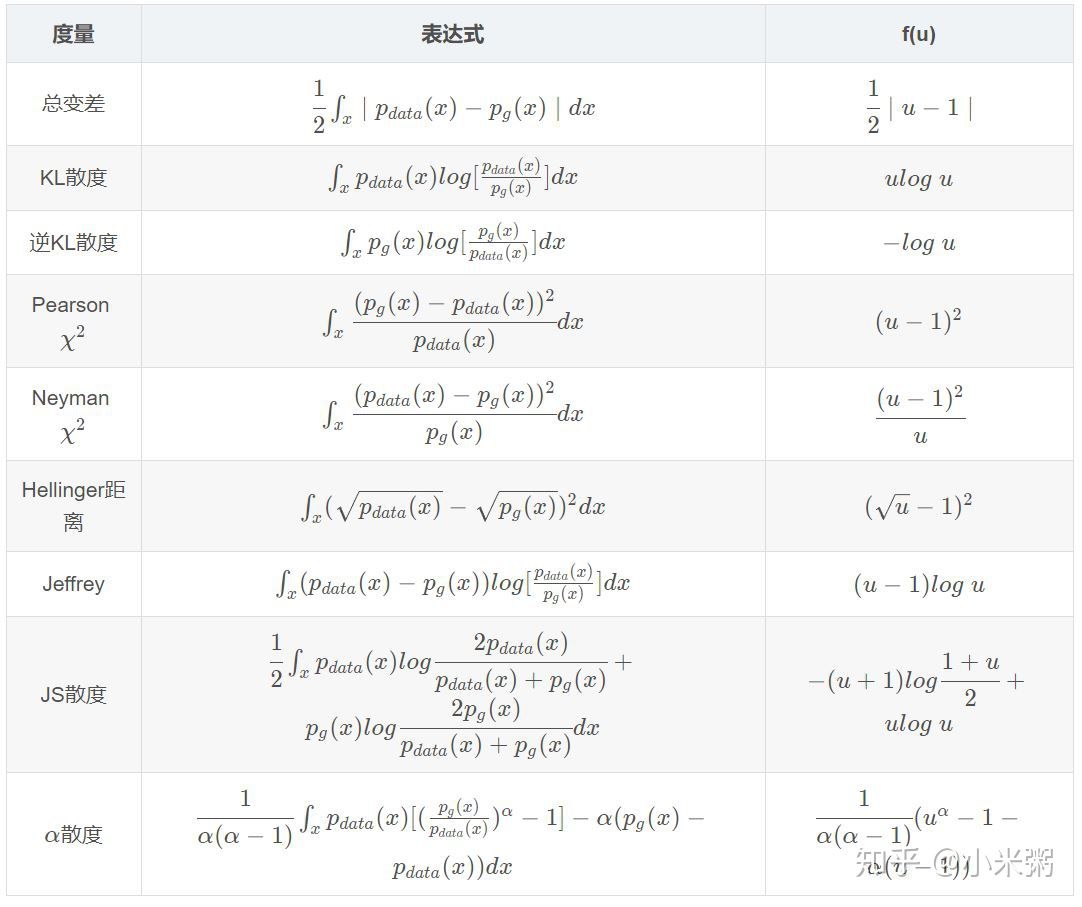 度量 表达式 f(u)
总变差 $\frac{1}{2}\int_x \mid p_{data}(x) - p_g(x) \mid dx$ $\frac{1}{2} \mid u - 1 \mid$
KL散度 $\int_x p_{data}(x)log[\frac{p_{data}(x)}{p_g(x)}]dx$ $ulog\ u$
逆KL散度 $\int_x p_g(x)log[\frac{p_g(x)}{p_{data}(x)}]dx$ $-log\ u$
Pearson
$\chi^2$ $\int_x \frac{(p_g(x) - p_{data}(x))^2}{p_{data}(x)}dx$ $(u - 1)^2$
Neyman
$\chi^2$ $\int_x \frac{(p_{data}(x) - p_g(x))^2}{p_g(x)}dx$ $\frac{(u - 1)^2}{u}$
Hellinger距
离 $\int_x (\sqrt{p_{data}(x)} - \sqrt{p_g(x)})^2 dx$ $(\sqrt{u} - 1)^2$
Jeffrey $\int_x (p_{data}(x) - p_g(x))log[\frac{p_{data}(x)}{p_g(x)}]dx$ $(u - 1)log\ u$
JS散度 $\frac{1}{2}\int_x p_{data}(x)log\frac{2p_{data}(x)}{p_{data}(x) + p_g(x)} +$
$p_g(x)log\frac{2p_g(x)}{p_{data}(x) + p_g(x)}dx$
$-(u + 1)log\frac{1 + u}{2} +$
$ulog\ u$
α散度 $\frac{1}{\alpha(\alpha - 1)}\int_x p_{data}(x)[(\frac{p_g(x)}{p_{data}(x)})^\alpha - 1] - \alpha(p_g(x) -$
$p_{data}(x))dx$
$\frac{1}{\alpha(\alpha - 1)}(u^\alpha - 1 -$
$\alpha(u - 1))$
知乎 @小米粥